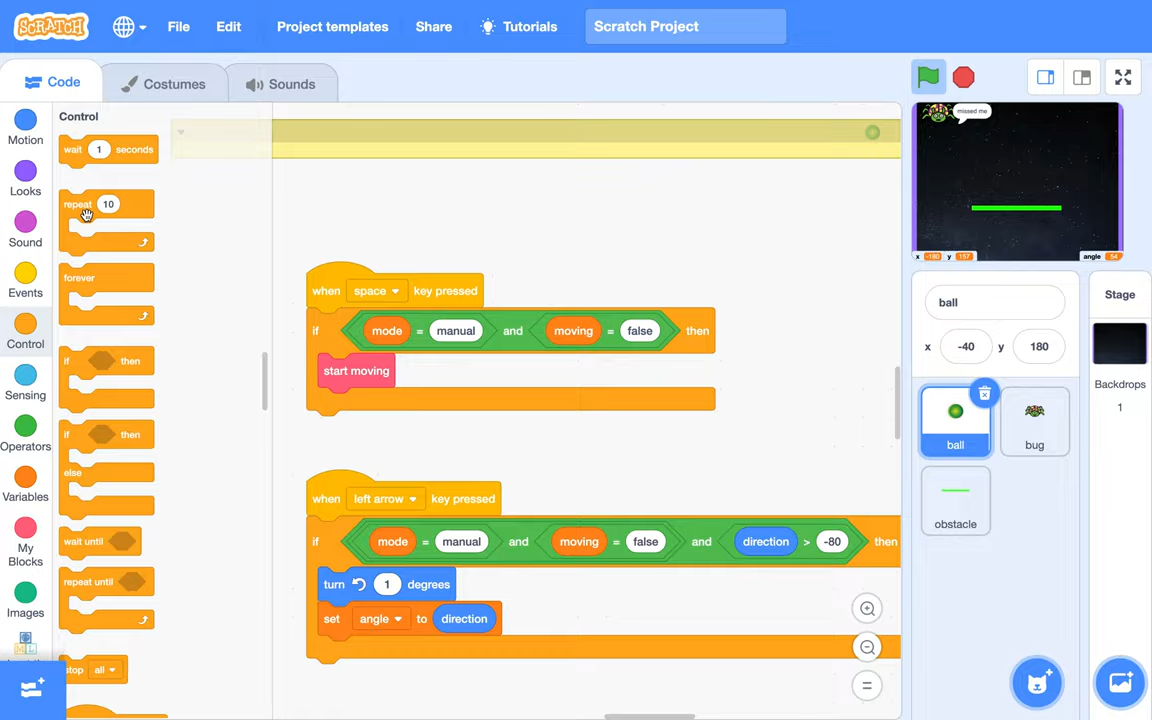 SCRATCH
File
Edit
Project templates
Share
Tutorials
Scratch Project
Code
Costumes
Sounds
Motion
Looks
Sound
Events
Control
Sensing
Operators
Variables
My
Blocks
Images
Control
wait 1 seconds
repeat 10
forever
if then
if then
else
wait until
repeat until
all
when space key pressed
if mode = manual and moving = false then
start moving
when left arrow key pressed
if mode = manual and moving = false and direction > -80 then
turn 1 degrees
set angle to direction
missed me
x -180 y 157 angle 54
ball
x -40 y 180
ball
bug
obstacle
Stage
Backdrops
1